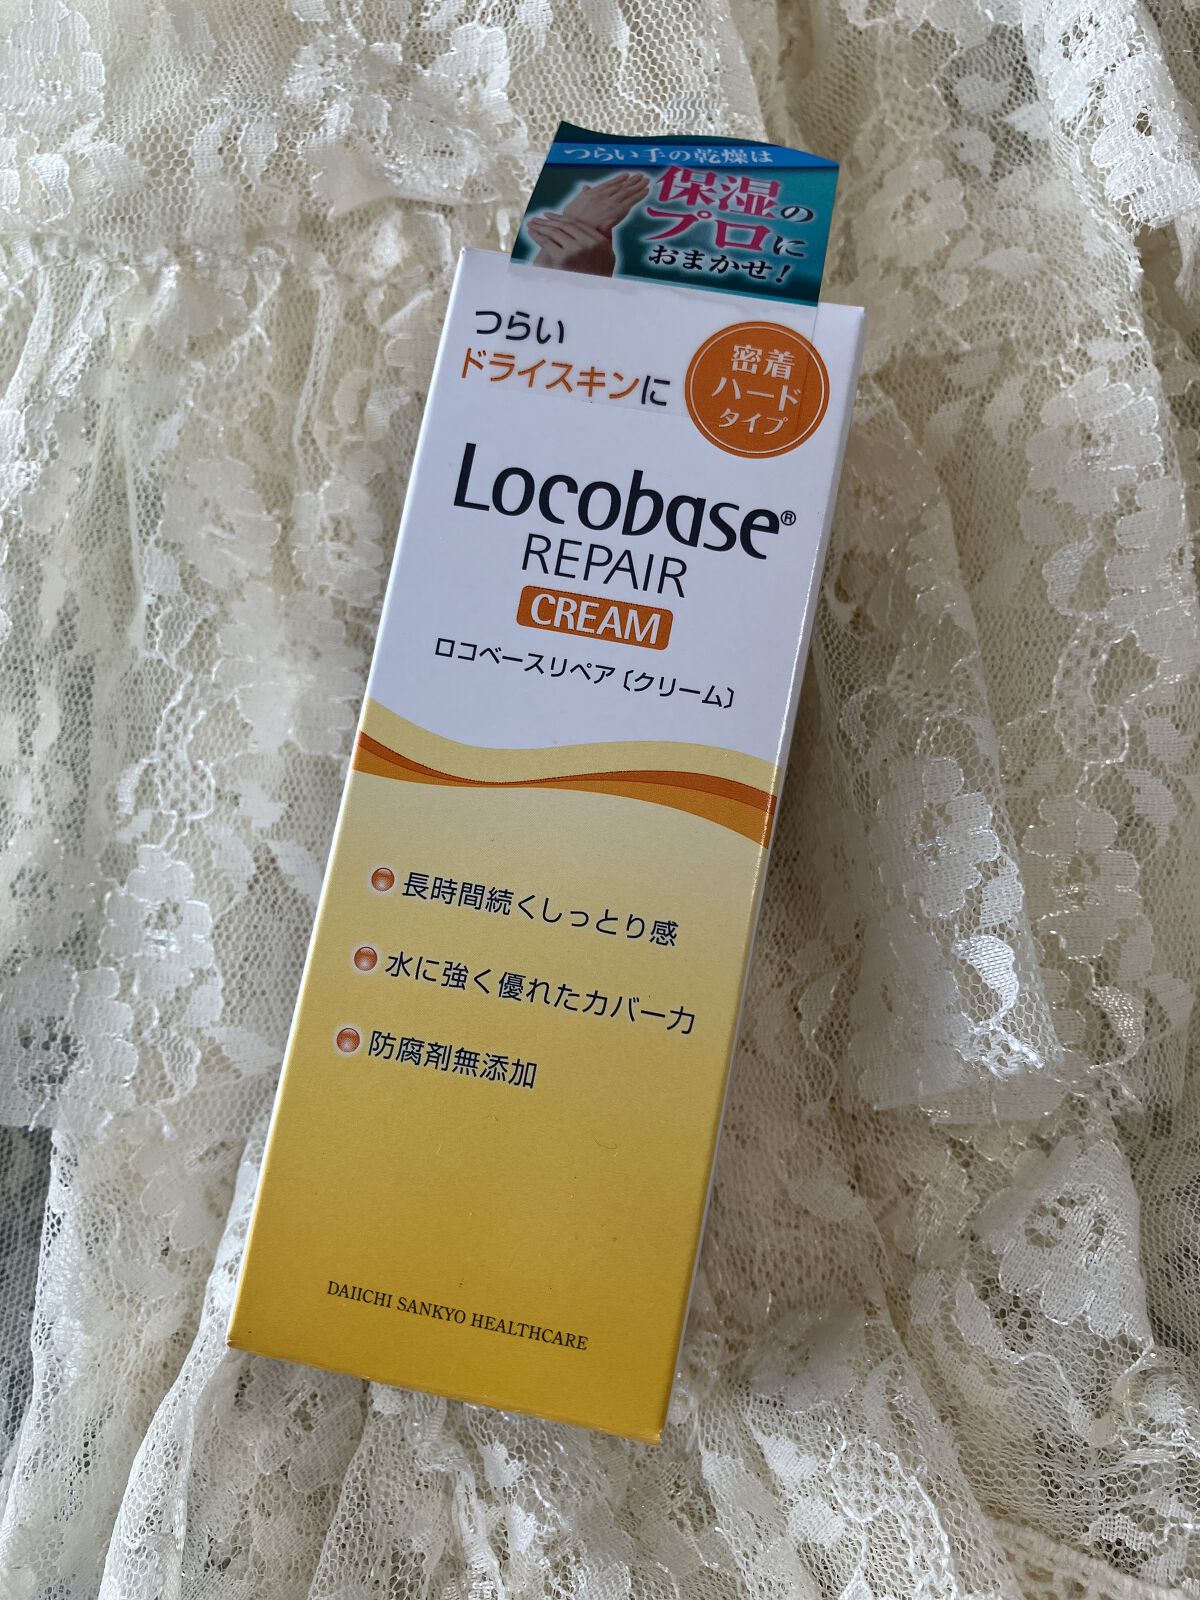 つらい手の乾燥は
保湿の
プロに
おまかせ!
つらい
ドライスキンに
密着
ハード
タイプ
Locobase®
REPAIR
CREAM
ロコベースリペア〔クリーム〕
長時間続くしっとり感
水に強く優れたカバー力
防腐剤無添加
DAIICHI SANKYO HEALTHCARE